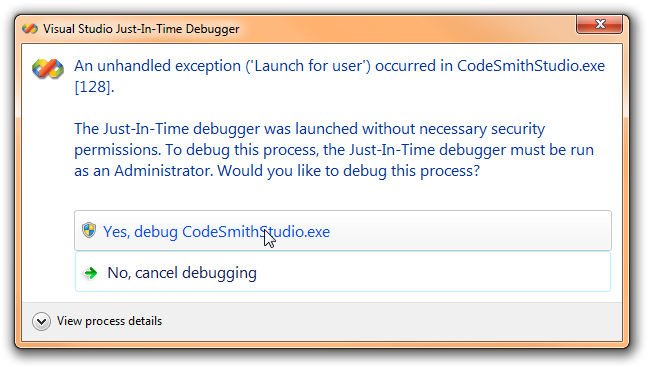 Visual Studio Just-In-Time Debugger
An unhandled exception ('Launch for user') occurred in CodeSmithStudio.exe
[128].
The Just-In-Time debugger was launched without necessary security
permissions. To debug this process, the Just-In-Time debugger must be run
as an Administrator. Would you like to debug this process?
Yes, debug CodeSmithStudio.exe
No, cancel debugging
View process details